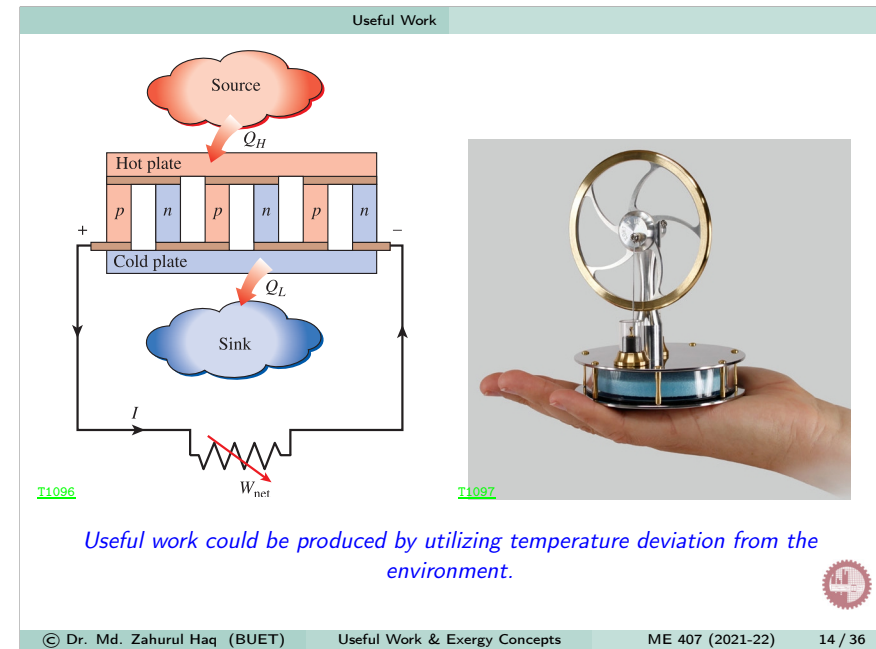 Useful Work
Source
Q_H
Hot plate
p n p n p n
+ −
Cold plate
Q_L
Sink
I
W_net
T1096 T1097
Useful work could be produced by utilizing temperature deviation from the
environment.
© Dr. Md. Zahurul Haq (BUET) Useful Work & Exergy Concepts ME 407 (2021-22) 14 / 36